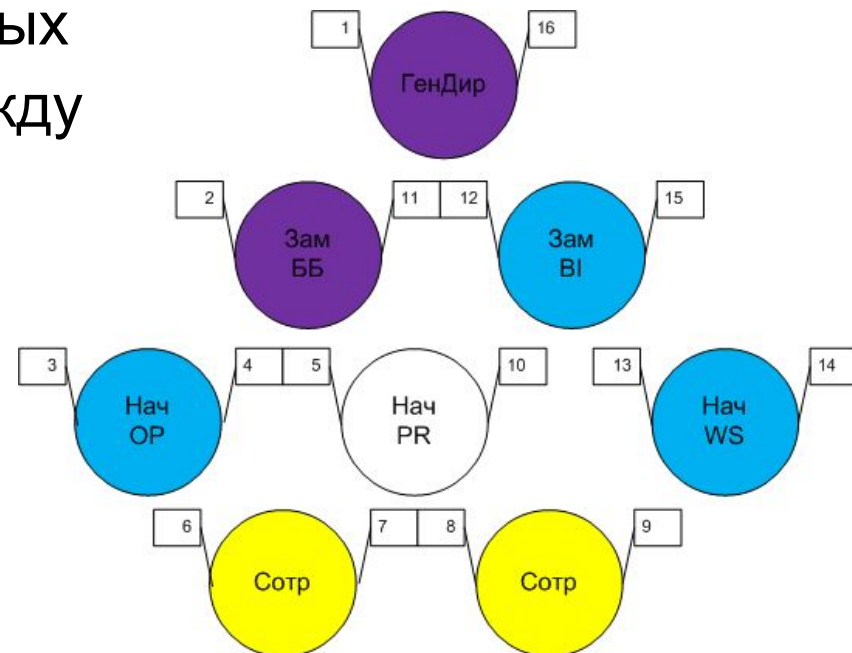 ых
жду
1
16
ГенДир
2
11
12
15
Зам
ББ
Зам
BI
3
4
5
10
13
14
Нач
OP
Нач
PR
Нач
WS
6
7
8
9
Сотр
Сотр